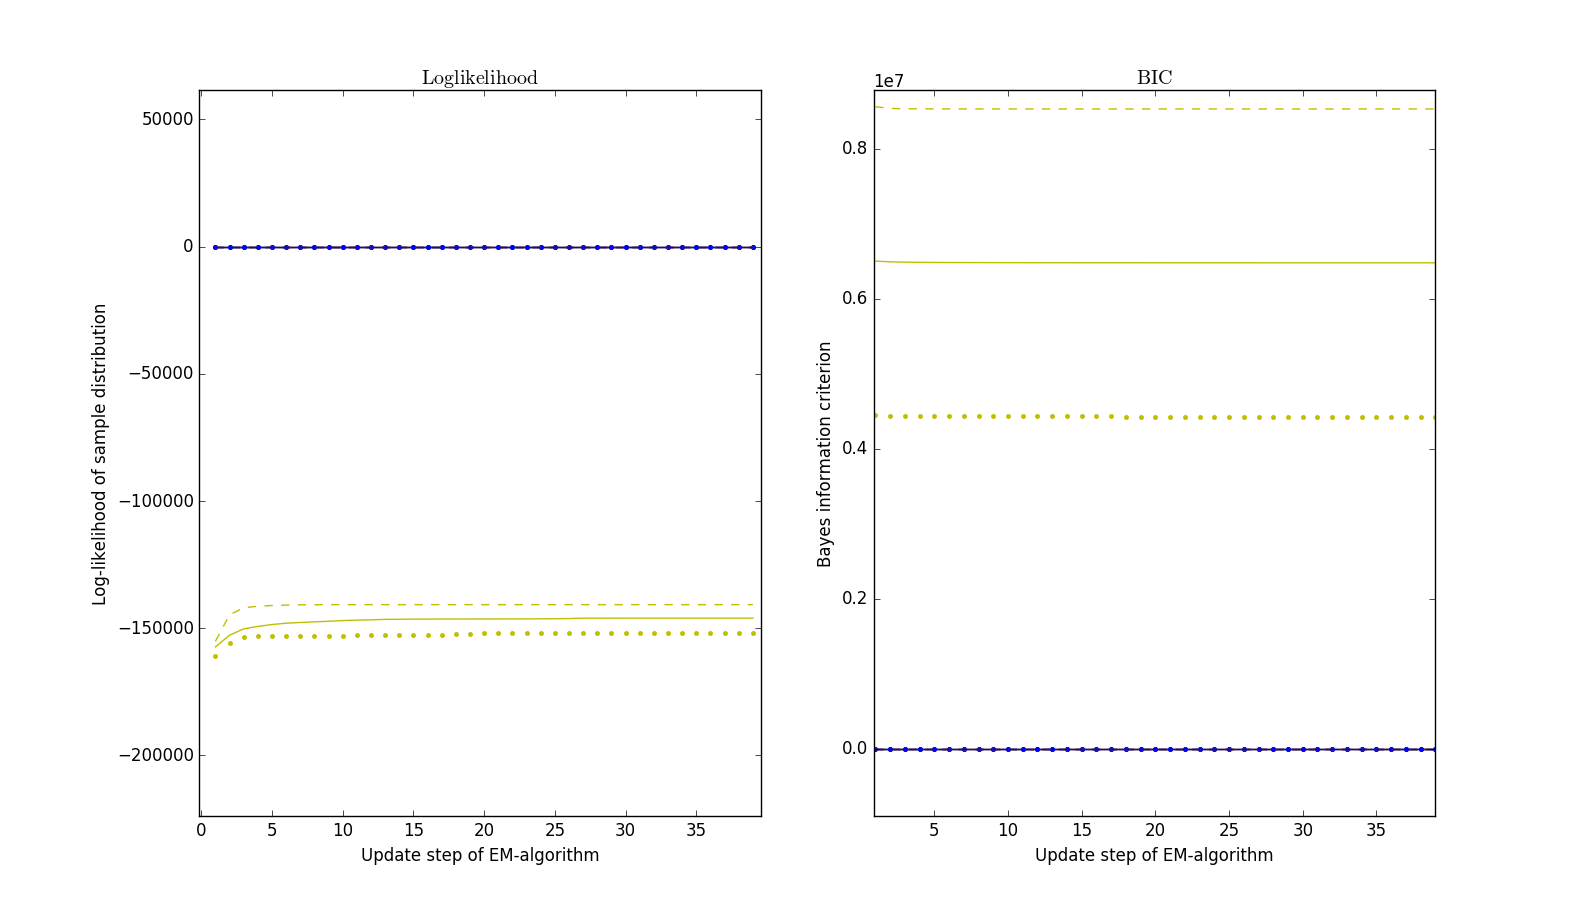 Loglikelihood
50000
0
−50000
−100000
−150000
−200000
Log-likelihood of sample distribution
0 5 10 15 20 25 30 35
Update step of EM-algorithm
BIC
1e7
0.8
0.6
0.4
0.2
0.0
Bayes information criterion
5 10 15 20 25 30 35
Update step of EM-algorithm